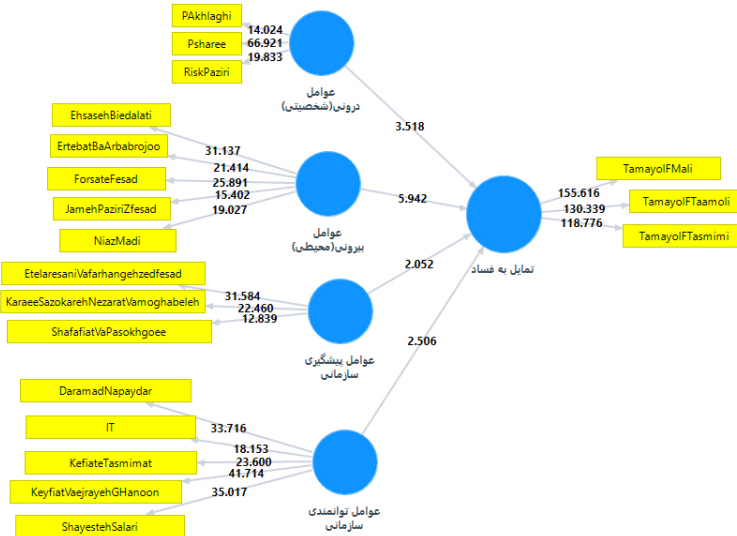 PAkhlaghi
Psharee
RiskPaziri
14.024
66.921
19.833
عوامل
درونی(شخصیتی)
3.518
EhsasehBiedalati
ErtebatBaArbabrojoo
ForsateFesad
JamehPaziriZfesad
NiazMadi
31.137
21.414
25.891
15.402
19.027
عوامل
بیرونی(محیطی)
5.942
TamayolFMali
TamayolFTaamoli
TamayolFTasmimi
155.616
130.339
118.776
تمایل به فساد
EtelaresaniVafarhangehzedfesad
KaraeeSazokarehNezaratVamoghabeleh
ShafafiatVaPasokhgoee
31.584
22.460
12.839
عوامل پیشگیری
سازمانی
2.052
DaramadNapaydar
IT
KefiateTasmimat
KeyfiatVaejrayehGHanoon
ShayestehSalari
33.716
18.153
23.600
41.714
35.017
عوامل توانمندی
سازمانی
2.506